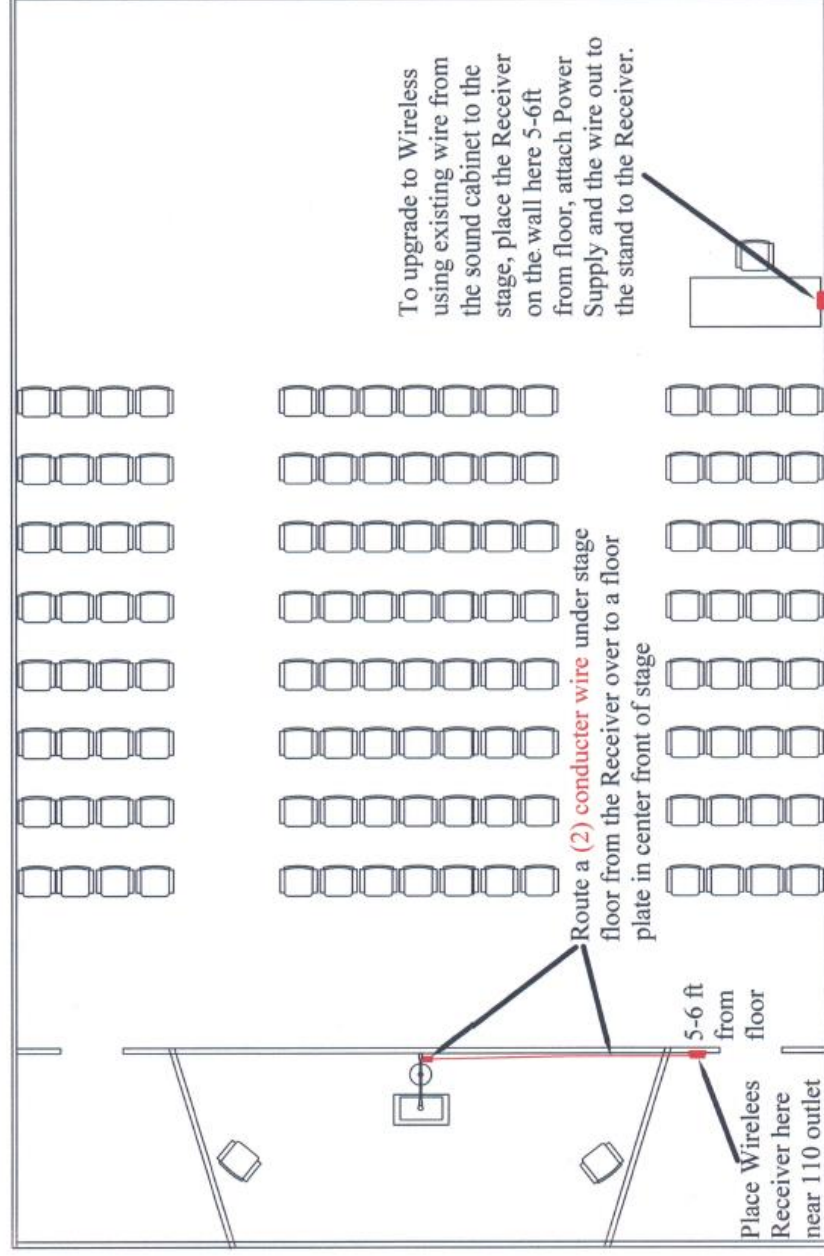 To upgrade to Wireless
using existing wire from
the sound cabinet to the
stage, place the Receiver
on the wall here 5-6ft
from floor, attach Power
Supply and the wire out to
the stand to the Receiver.
Route a (2) conducter wire under stage
floor from the Receiver over to a floor
plate in center front of stage
5-6 ft
from
floor
Place Wirelees
Receiver here
near 110 outlet